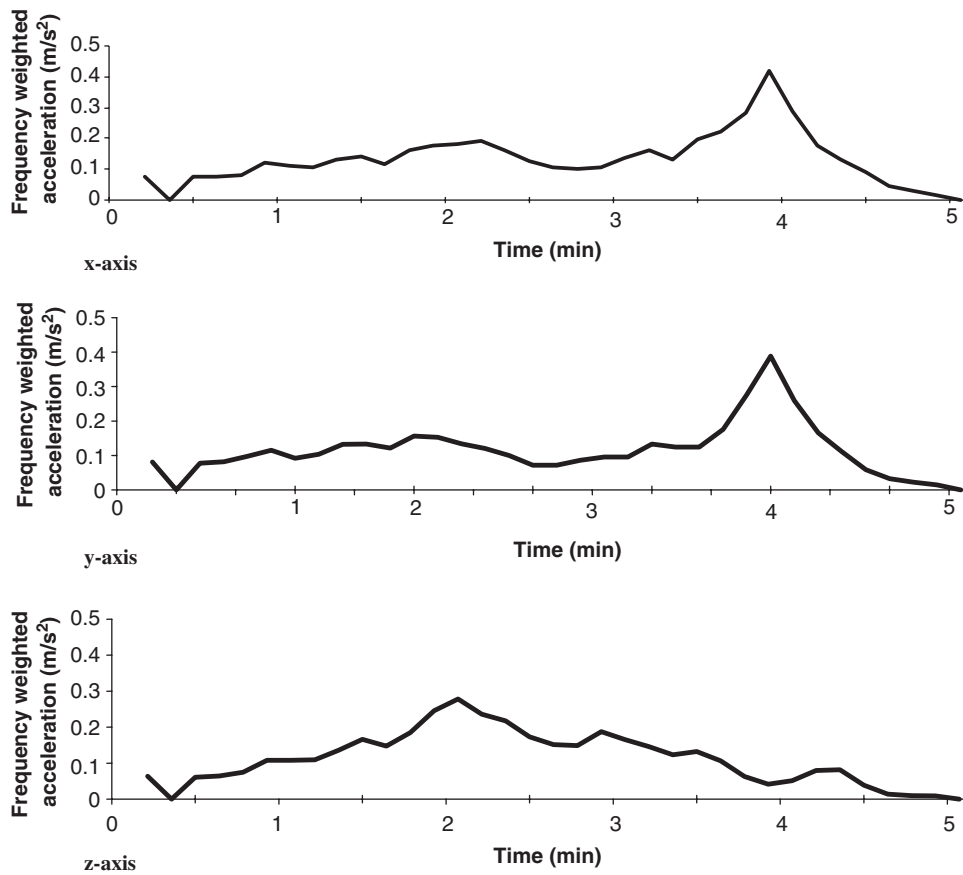 Frequency weighted
acceleration (m/s²)
0.5
0.4
0.3
0.2
0.1
0
0 1 2 3 4 5
Time (min)
x-axis
Frequency weighted
acceleration (m/s²)
0.5
0.4
0.3
0.2
0.1
0
0 1 2 3 4 5
Time (min)
y-axis
Frequency weighted
acceleration (m/s²)
0.5
0.4
0.3
0.2
0.1
0
0 1 2 3 4 5
Time (min)
z-axis